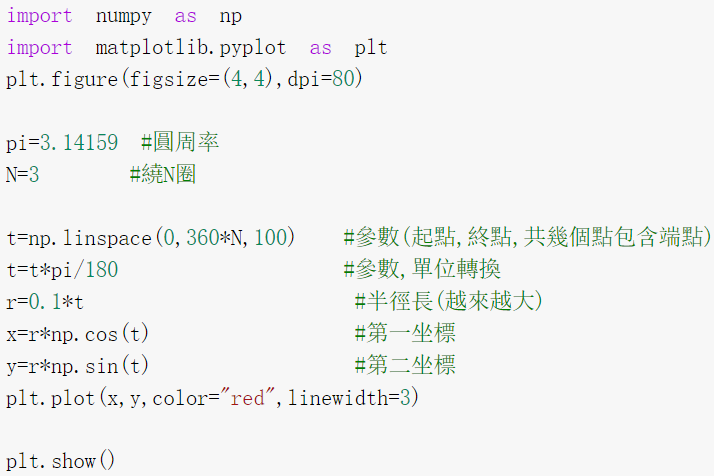 import numpy as np
import matplotlib.pyplot as plt
plt.figure(figsize=(4,4),dpi=80)
pi=3.14159 #圓周率
N=3 #繞N圈
t=np.linspace(0,360*N,100) #參數(起點,終點,共幾個點包含端點)
t=t*pi/180 #參數,單位轉換
r=0.1*t #半徑長(越來越大)
x=r*np.cos(t) #第一坐標
y=r*np.sin(t) #第二坐標
plt.plot(x,y,color="red",linewidth=3)
plt.show()